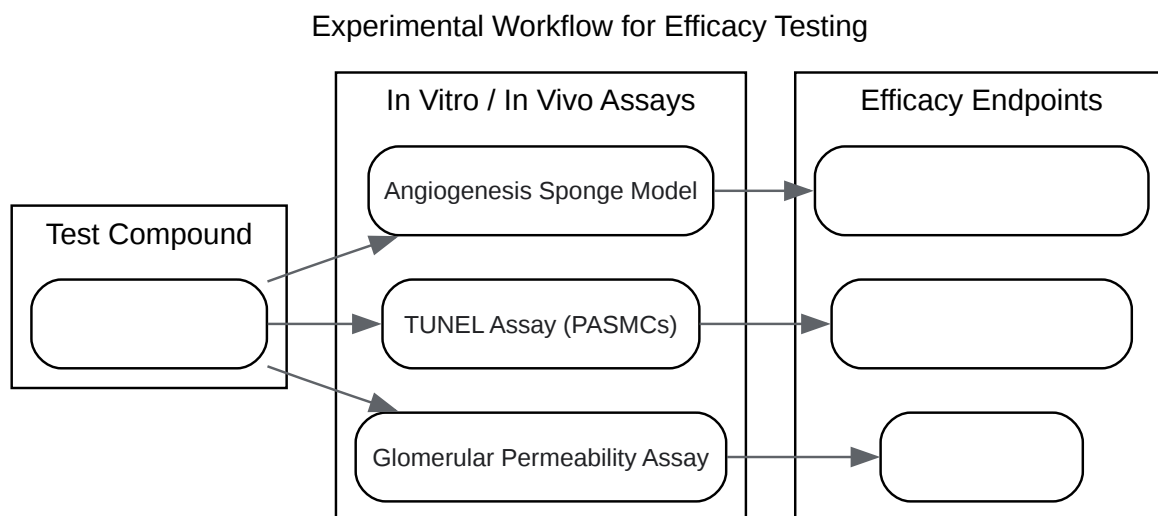 Experimental Workflow for Efficacy Testing
In Vitro / In Vivo Assays
Efficacy Endpoints
Angiogenesis Sponge Model
Test Compound
TUNEL Assay (PASMCs)
Glomerular Permeability Assay